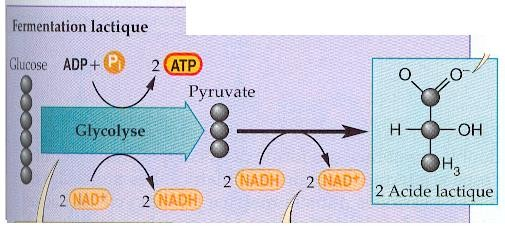 Fermentation lactique
Glucose ADP + Pi 2 ATP
Pyruvate
Glycolyse
2 NAD+ 2 NADH
2 NADH 2 NAD+
O O-
H OH
H3
2 Acide lactique